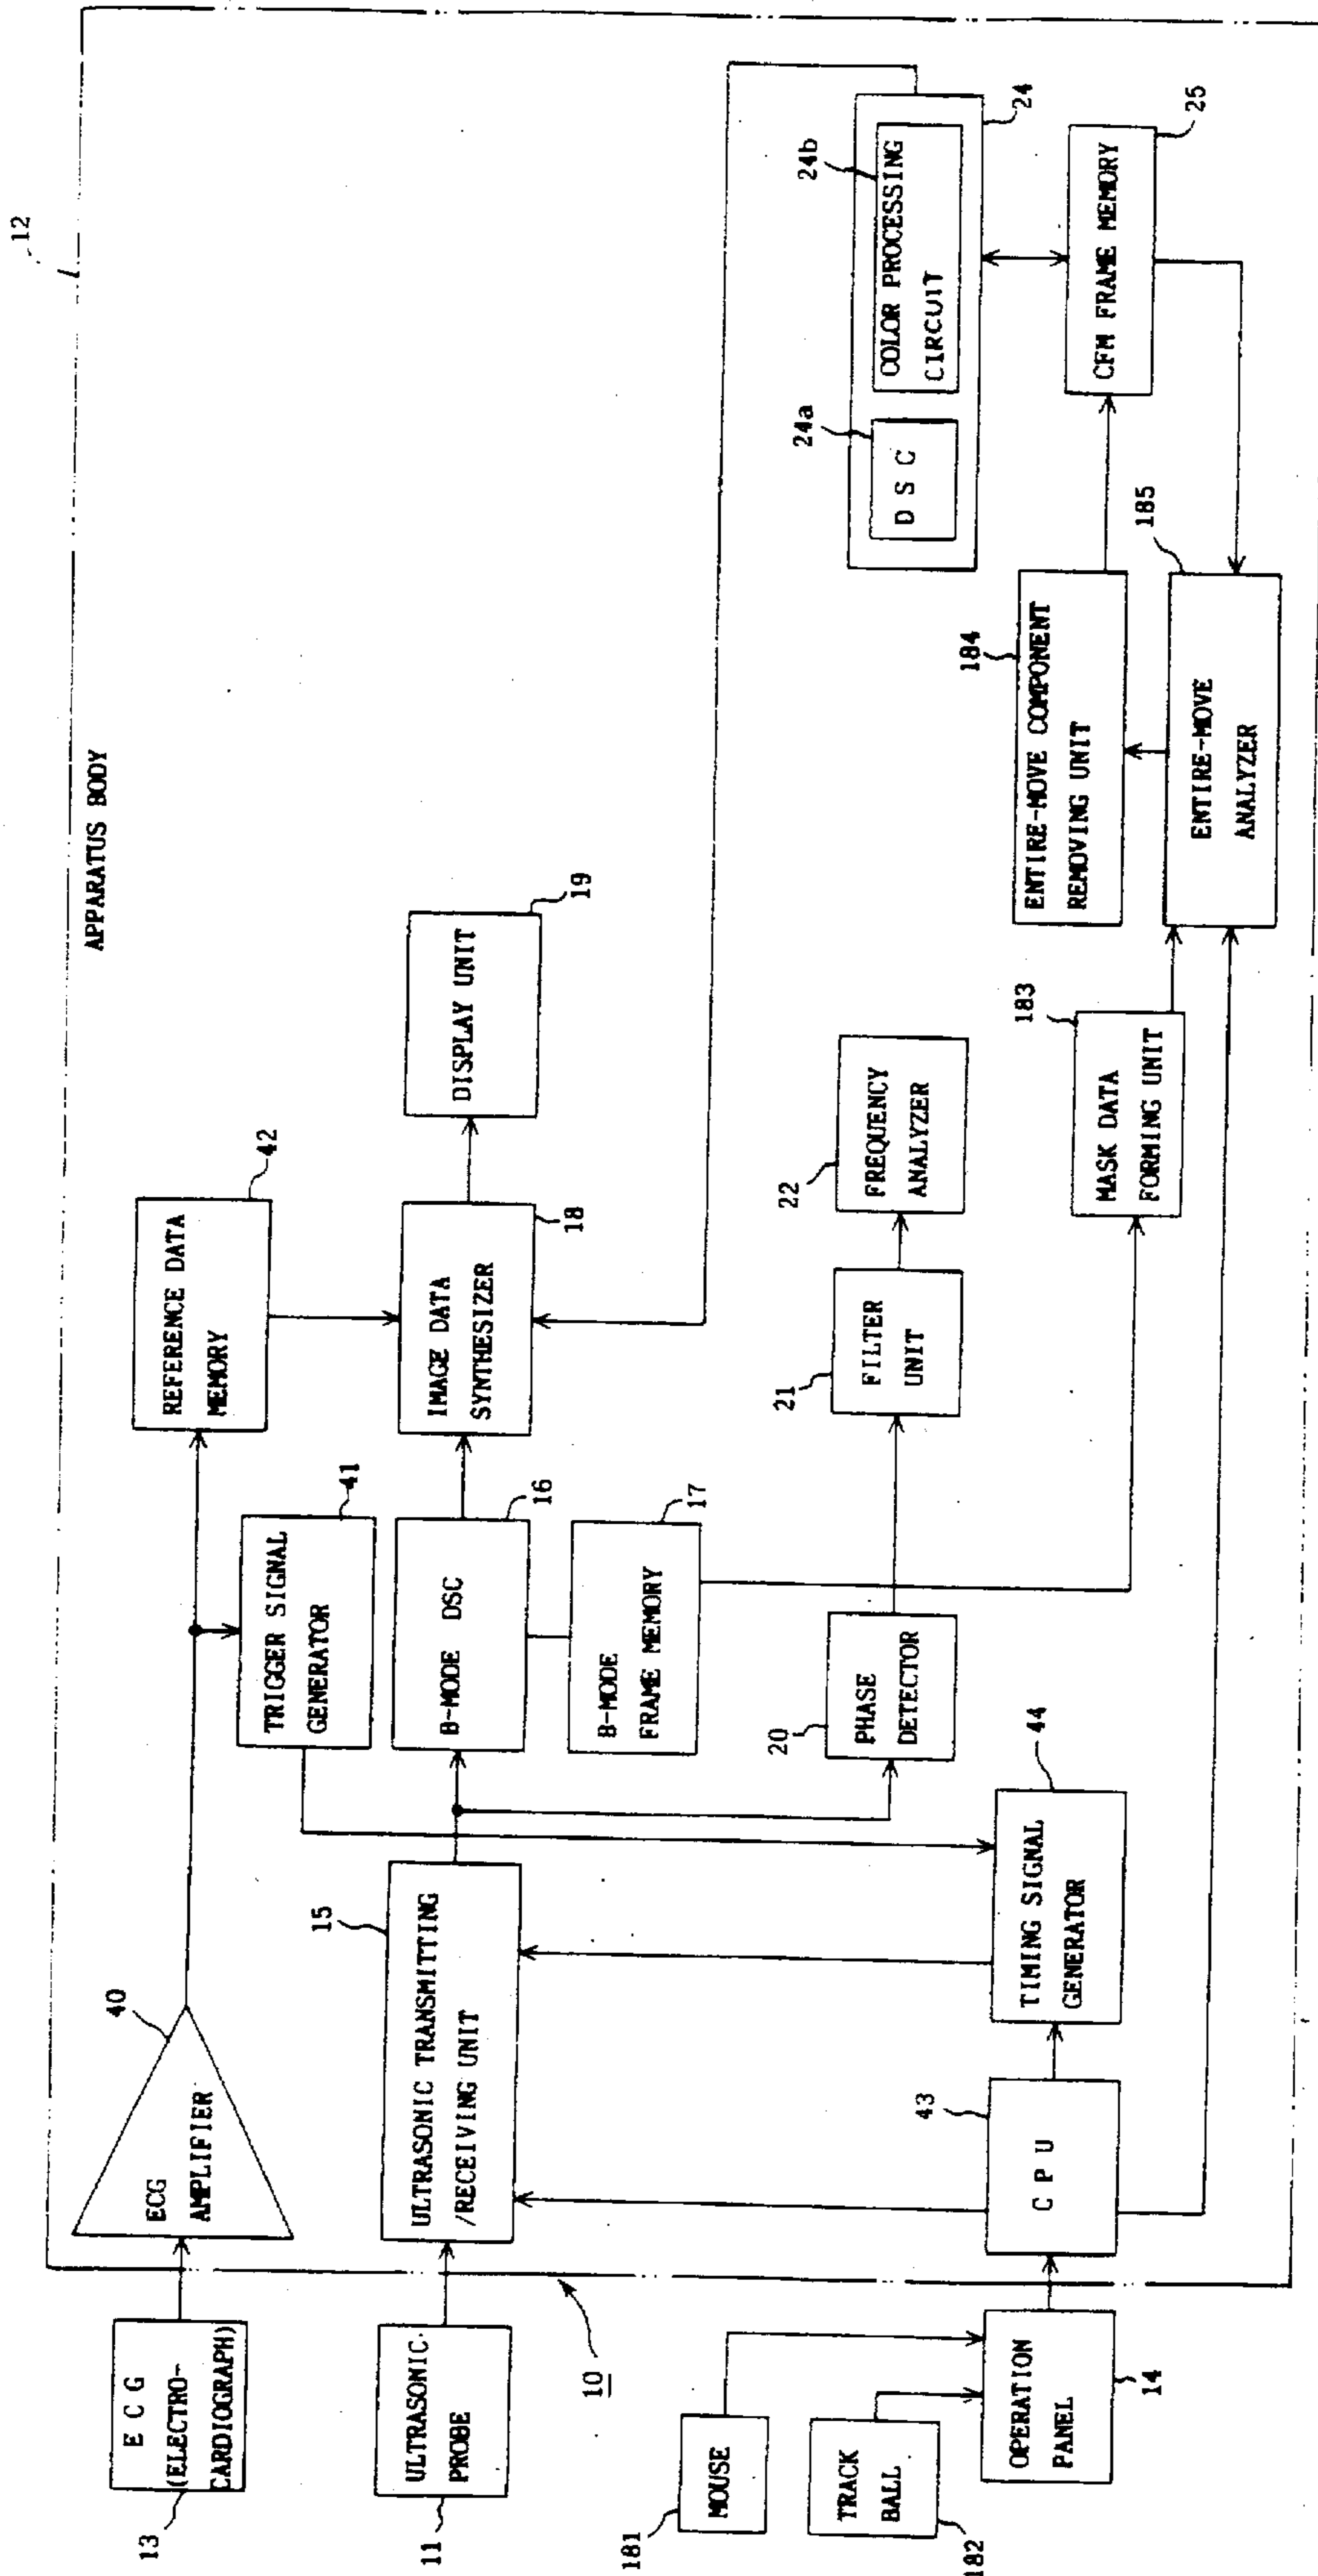 12
APPARATUS BODY
E C G
(ELECTRO-
CARDIOGRAPH)
13
ECG
AMPLIFIER
40
REFERENCE DATA
MEMORY
42
TRIGGER SIGNAL
GENERATOR
41
ULTRASONIC
PROBE
11
ULTRASONIC TRANSMITTING
/RECEIVING UNIT
15
B-MODE DSC
16
IMAGE DATA
SYNTHESIZER
18
DISPLAY UNIT
19
B-MODE
FRAME MEMORY
17
10
MOUSE
181
TRACK
BALL
182
PHASE
DETECTOR
20
FILTER
UNIT
21
FREQUENCY
ANALYZER
22
D S C
24a
COLOR PROCESSING
CIRCUIT
24b
24
OPERATION
PANEL
14
C P U
43
TIMING SIGNAL
GENERATOR
44
MASK DATA
FORMING UNIT
183
ENTIRE-MOVE COMPONENT
REMOVING UNIT
184
CFM FRAME MEMORY
25
ENTIRE-MOVE
ANALYZER
185